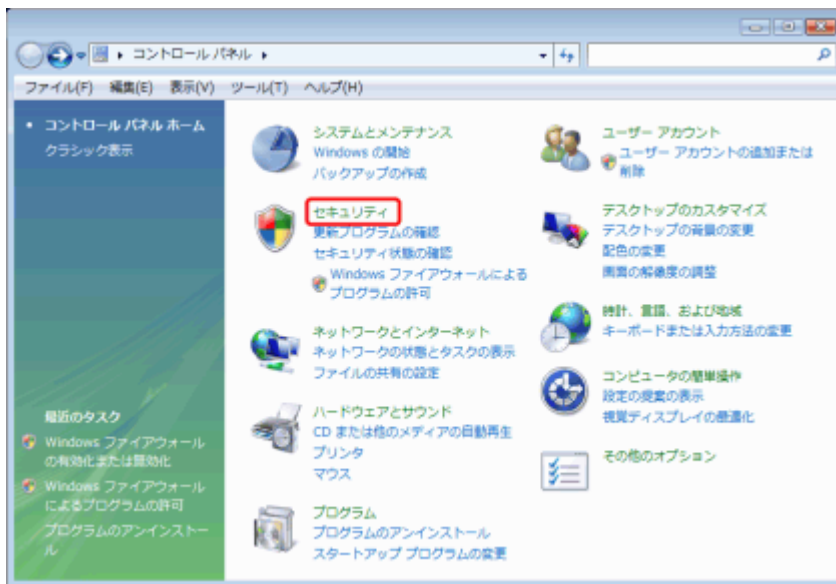 コントロール パネル
ファイル(F) 編集(E) 表示(V) ツール(T) ヘルプ(H)
コントロール パネル ホーム
クラシック表示
最近のタスク
Windows ファイアウォール
の有効化または無効化
Windows ファイアウォール
によるプログラムの許可
プログラムのアンインストー
ル
システムとメンテナンス
Windows の開始
バックアップの作成
セキュリティ
更新プログラムの確認
セキュリティ状態の確認
Windows ファイアウォールによる
プログラムの許可
ネットワークとインターネット
ネットワークの状態とタスクの表示
ファイルの共有の設定
ハードウェアとサウンド
CD または他のメディアの自動再生
プリンタ
マウス
プログラム
プログラムのアンインストール
スタートアップ プログラムの変更
ユーザー アカウント
ユーザー アカウントの追加または
削除
デスクトップのカスタマイズ
デスクトップの背景の変更
配色の変更
画面の解像度の調整
時計、言語、および地域
キーボードまたは入力方法の変更
コンピュータの簡単操作
設定の提案の表示
視覚ディスプレイの最適化
その他のオプション